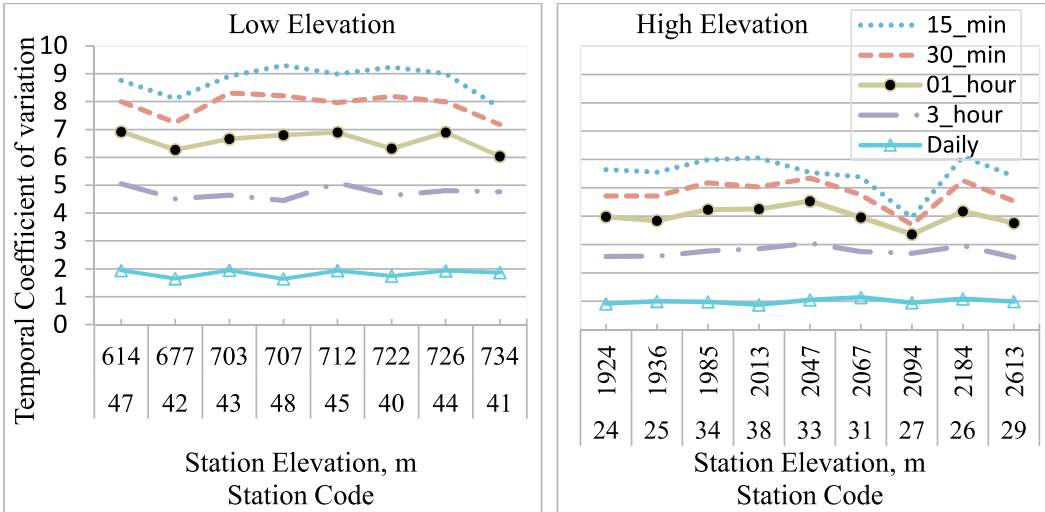 Low Elevation
Temporal Coefficient of variation
10
9
8
7
6
5
4
3
2
1
0
614 677 703 707 712 722 726 734
47 42 43 48 45 40 44 41
Station Elevation, m
Station Code
High Elevation
15_min
30_min
01_hour
3_hour
Daily
1924 1936 1985 2013 2047 2067 2094 2184 2613
24 25 34 38 33 31 27 26 29
Station Elevation, m
Station Code